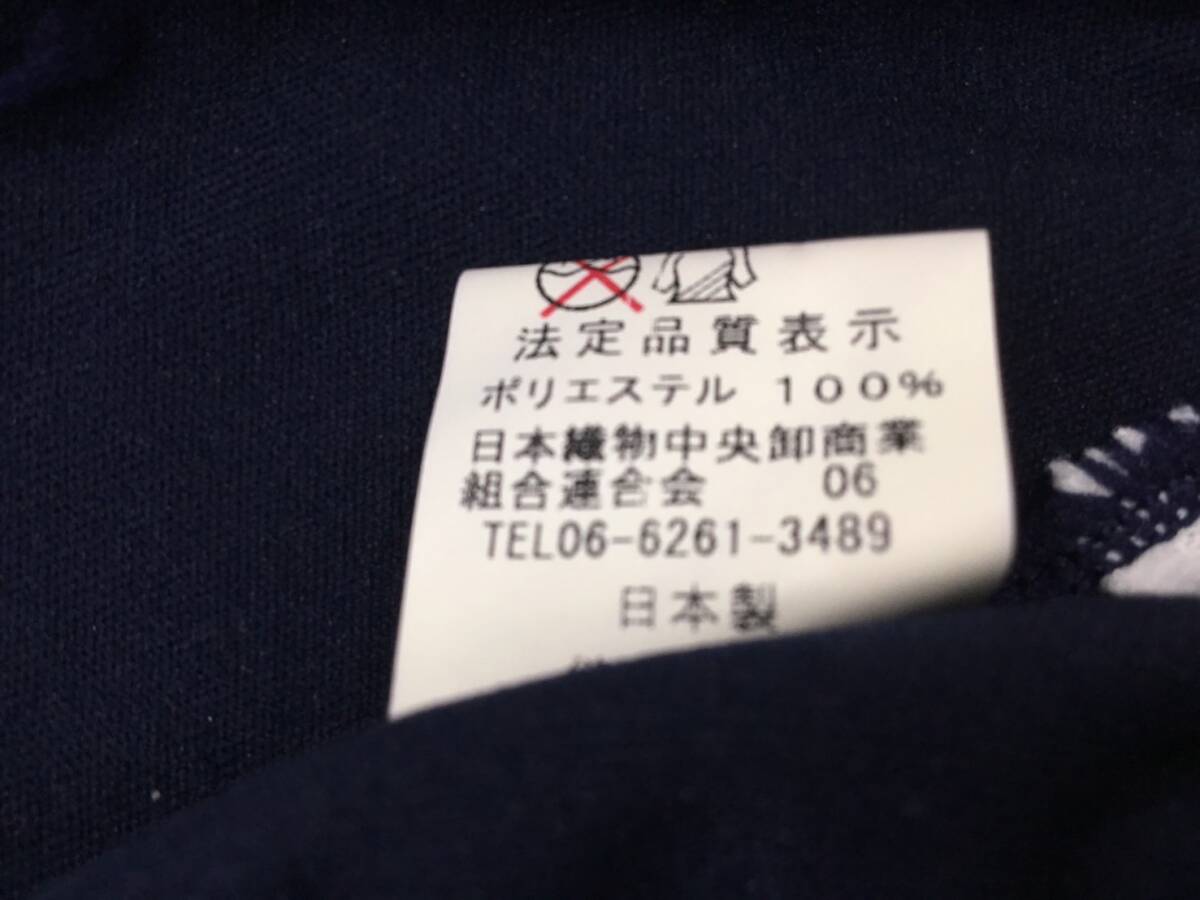 法定品質表示
ポリエステル 100%
日本織物中央卸商業
組合連合会 06
TEL06-6261-3489
日本製